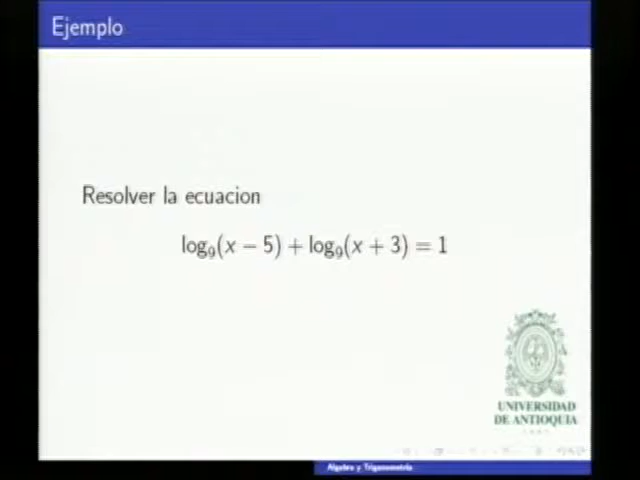 Ejemplo
Resolver la ecuacion
log₉(x − 5) + log₉(x + 3) = 1
UNIVERSIDAD
DE ANTIOQUIA
Algebra y Trigonometría